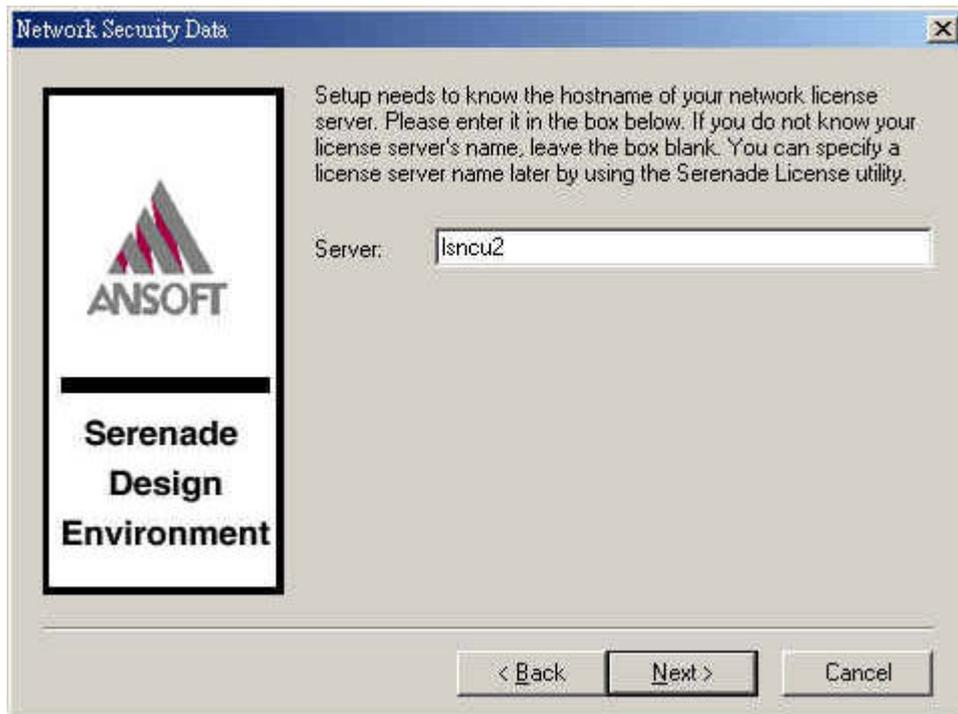 Network Security Data
Setup needs to know the hostname of your network license
server. Please enter it in the box below. If you do not know your
license server's name, leave the box blank. You can specify a
license server name later by using the Serenade License utility.
Server:
lsncu2
ANSOFT
Serenade
Design
Environment
< Back
Next >
Cancel